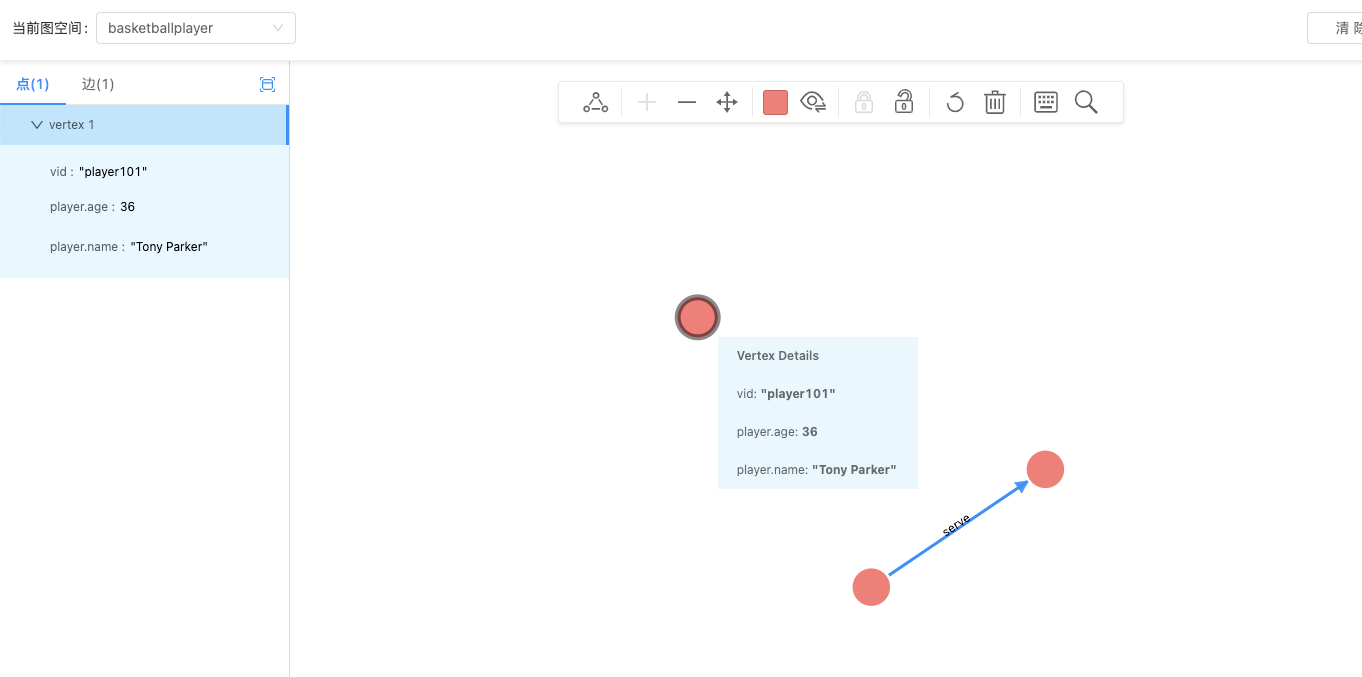 当前图空间：
basketballplayer
清 除
点(1)
边(1)
vertex 1
vid : "player101"
player.age : 36
player.name : "Tony Parker"
Vertex Details
vid: "player101"
player.age: 36
player.name: "Tony Parker"
serve